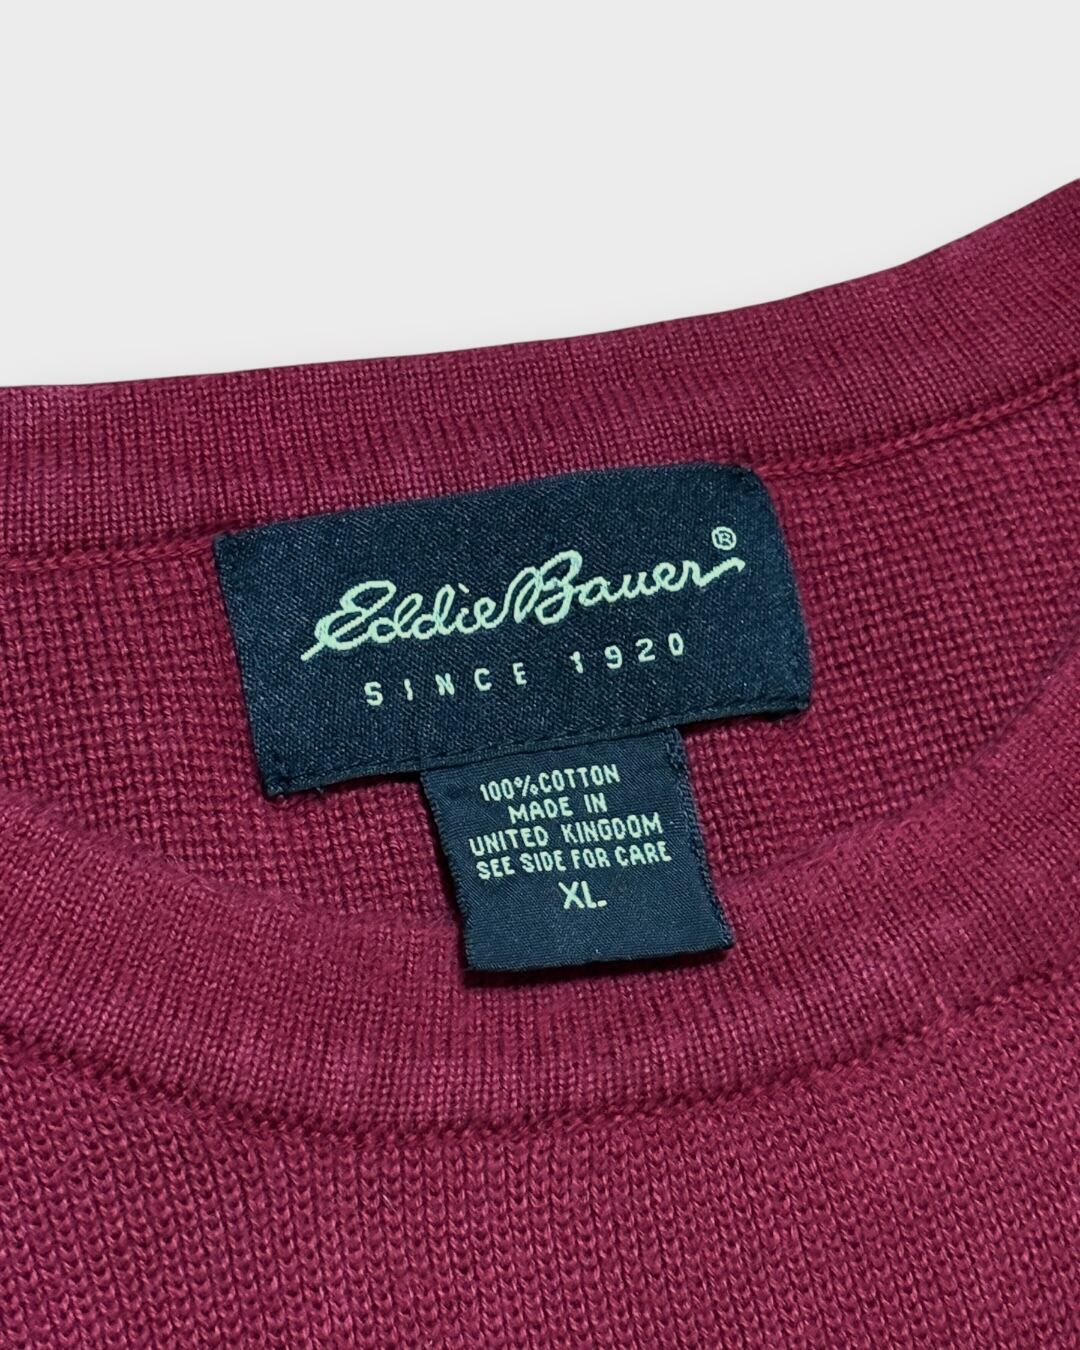 Eddie Bauer®
SINCE 1920
100%COTTON
MADE IN
UNITED KINGDOM
SEE SIDE FOR CARE
XL